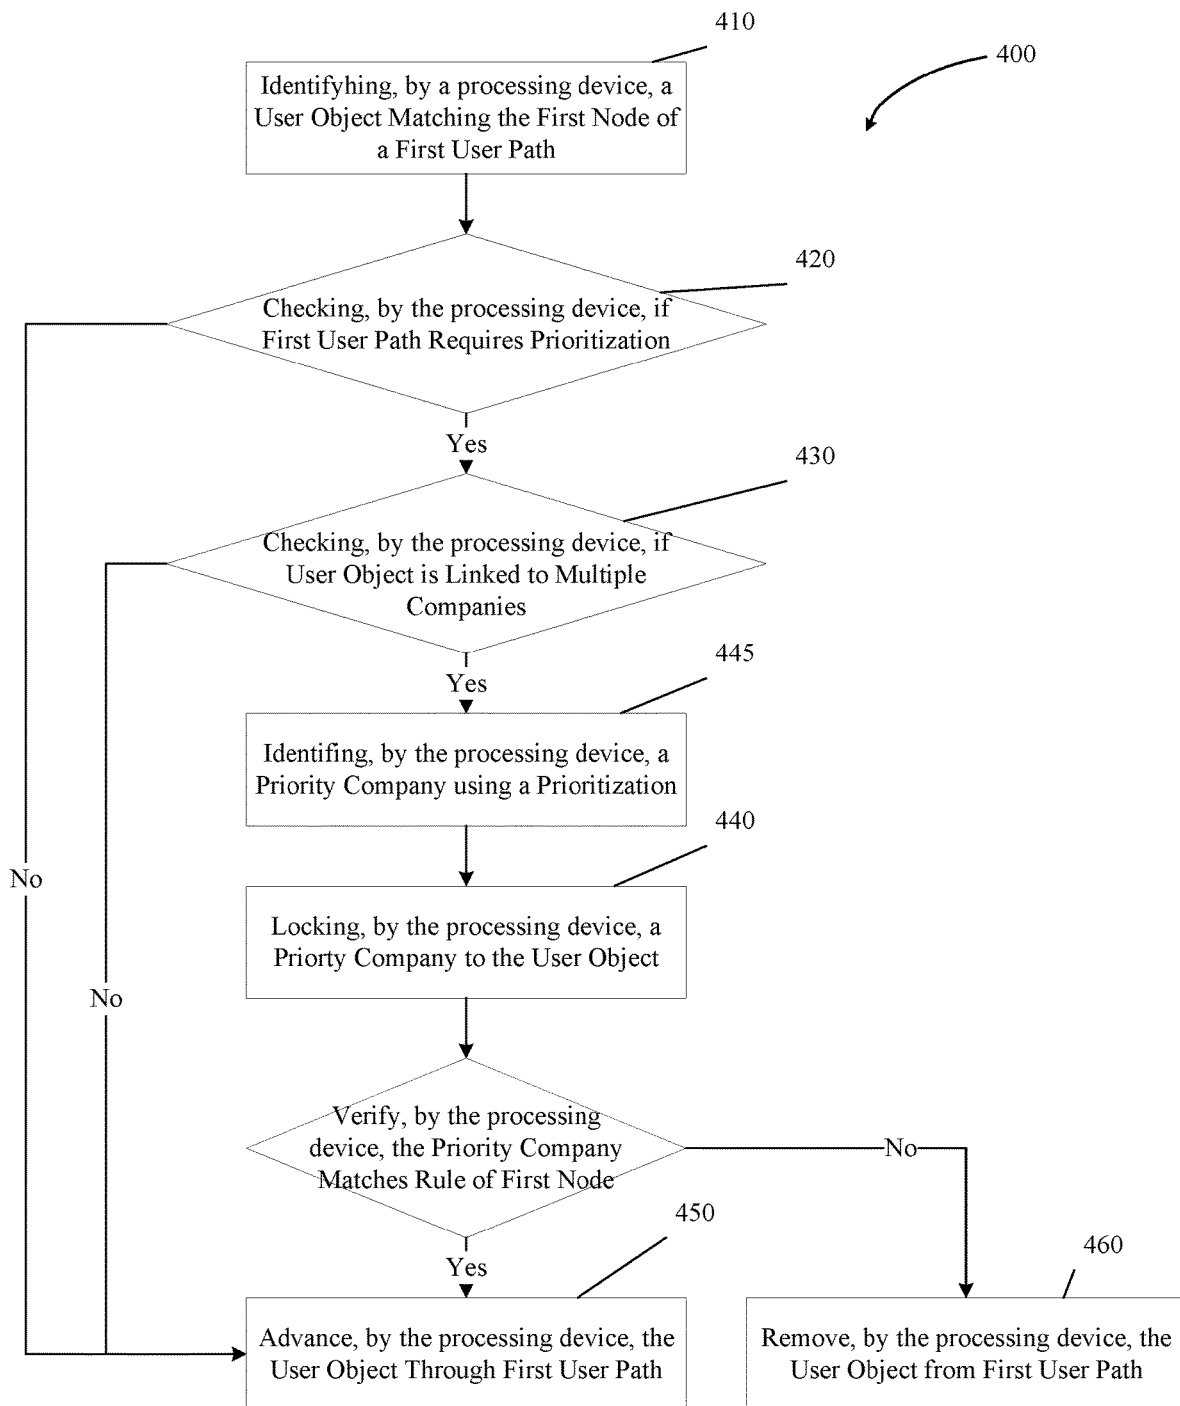 410
400
Identifyhing, by a processing device, a
User Object Matching the First Node of
a First User Path
420
Checking, by the processing device, if
First User Path Requires Prioritization
Yes
430
Checking, by the processing device, if
User Object is Linked to Multiple
Companies
445
Yes
Identifing, by the processing device, a
Priority Company using a Prioritization
440
No
Locking, by the processing device, a
Priorty Company to the User Object
No
Verify, by the processing
device, the Priority Company
Matches Rule of First Node
No
450
Yes
460
Advance, by the processing device, the
User Object Through First User Path
Remove, by the processing device, the
User Object from First User Path